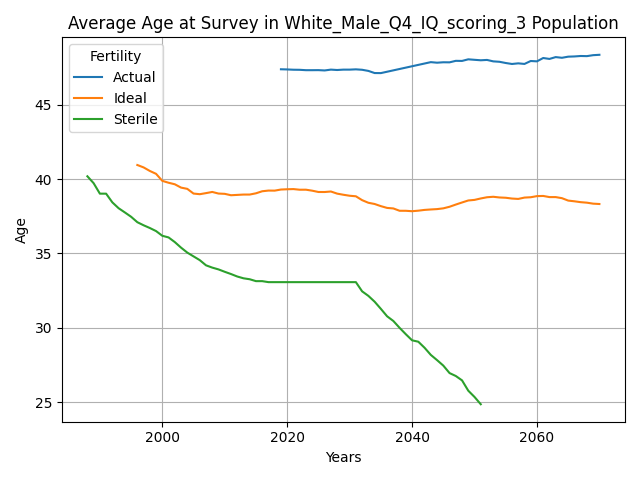 Average Age at Survey in White_Male_Q4_IQ_scoring_3 Population
Fertility
Actual
Ideal
Sterile
45
40
35
30
25
Age
2000
2020
2040
2060
Years